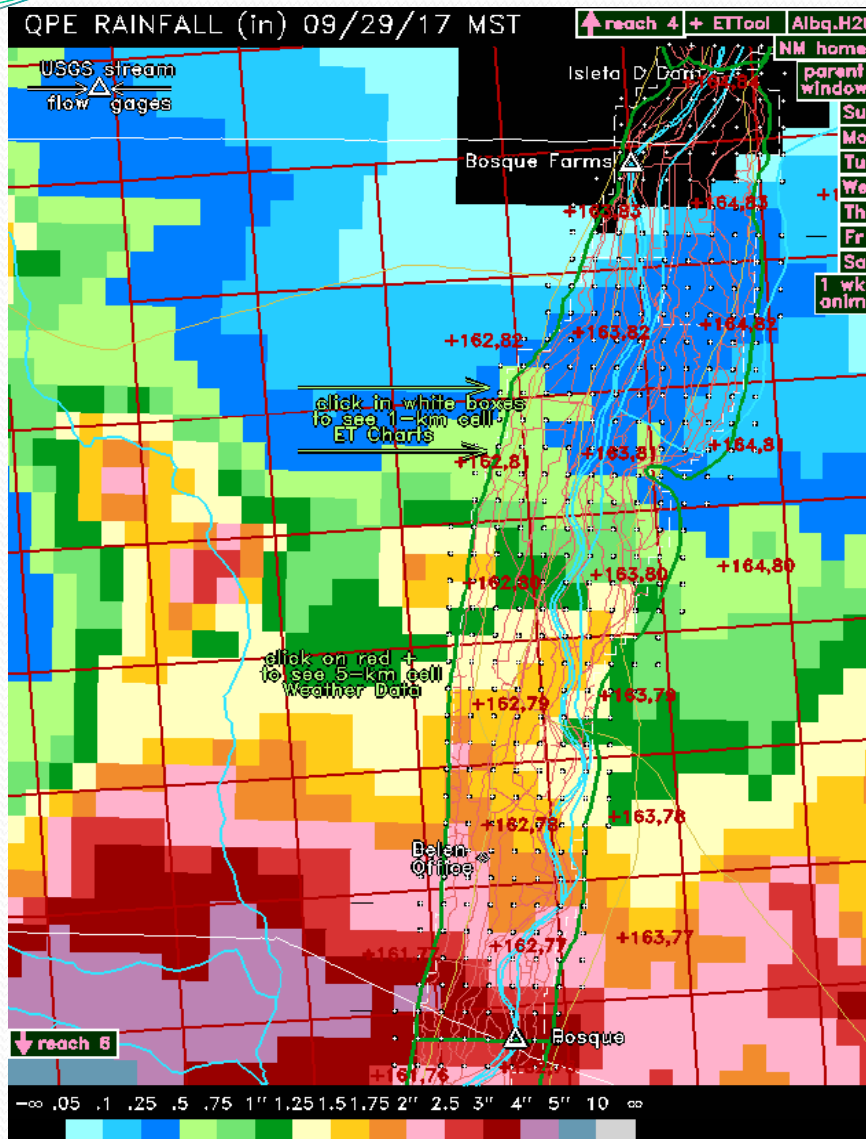 QPE RAINFALL (in) 09/29/17 MST
reach 4
+ ETTool
Albq.H2
NM home
parent
window
Su
Mo
Tu
We
Th
Fr
Sa
1 wk
anim
USGS stream
flow gages
Isleta D Dam
Bosque Farms
+163,83
+164,83
+162,82
+163,82
+164,82
click in white boxes
to see 1-km cell
ET Charts
+162,81
+163,81
+164,81
+162,80
+163,80
+164,80
click on red +
to see 5-km cell
Weather Data
+162,79
+163,79
+162,78
+163,78
Belen
Office
+161,77
+162,77
+163,77
reach 6
Bosque
+161,76
-∞ .05 .1 .25 .5 .75 1" 1.25 1.5 1.75 2" 2.5 3" 4" 5" 10 ∞